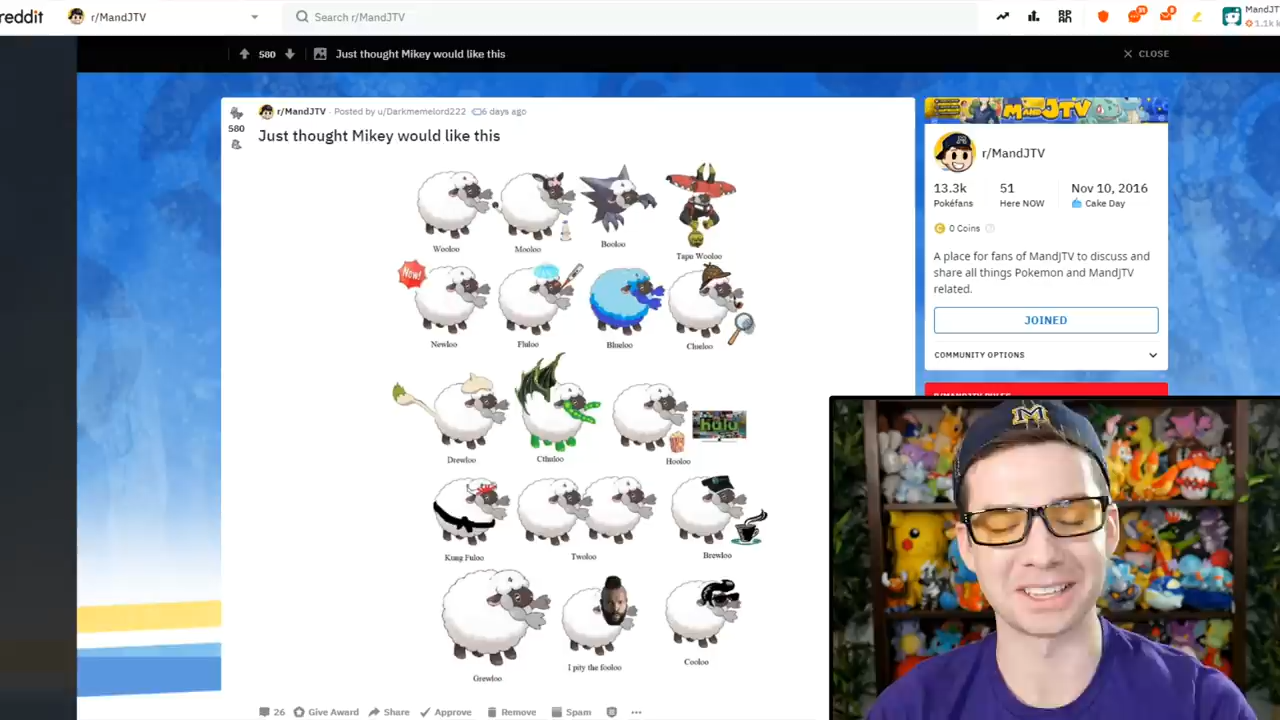 reddit
r/MandJTV
Search r/MandJTV
MandJT
1.1k k
580
Just thought Mikey would like this
CLOSE
r/MandJTV · Posted by u/Darkmemelord222 6 days ago
580
Just thought Mikey would like this
Wooloo
Mooloo
Booloo
Tapu Wooloo
New!
Newloo
Fluloo
Blueloo
Clueloo
Drewloo
Cthuloo
hulu
Hooloo
Kung Fuloo
Twoloo
Brewloo
Grewloo
I pity the fooloo
Cooloo
26
Give Award
Share
Approve
Remove
Spam
MANDJTV
r/MandJTV
13.3k
51
Nov 10, 2016
Pokéfans
Here NOW
Cake Day
0 Coins
A place for fans of MandJTV to discuss and
share all things Pokemon and MandJTV
related.
JOINED
COMMUNITY OPTIONS
M